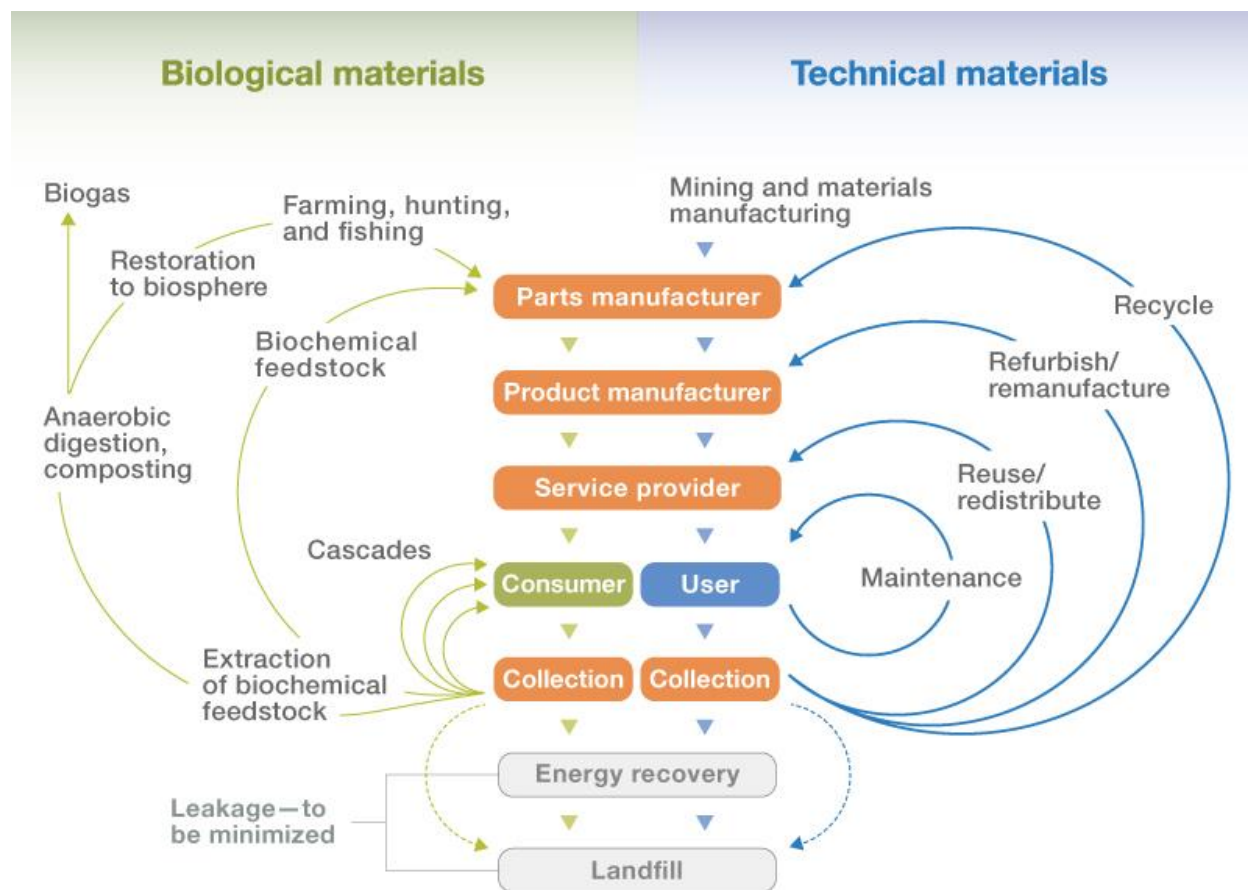 Biological materials
Technical materials
Biogas
Farming, hunting,
and fishing
Restoration
to biosphere
Biochemical
feedstock
Anaerobic
digestion,
composting
Cascades
Extraction
of biochemical
feedstock
Mining and materials
manufacturing
Parts manufacturer
Product manufacturer
Service provider
Consumer
User
Collection
Collection
Energy recovery
Landfill
Leakage—to
be minimized
Recycle
Refurbish/
remanufacture
Reuse/
redistribute
Maintenance